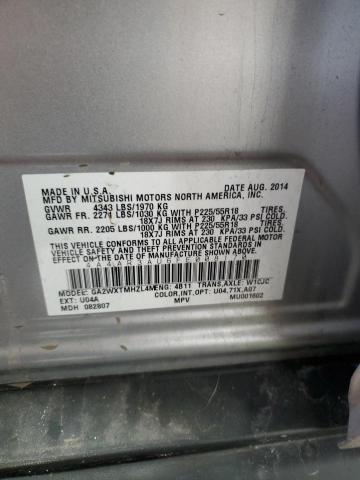 MADE IN U.S.A. DATE AUG. 2014
MFD BY MITSUBISHI MOTORS NORTH AMERICA, INC.
GVWR 4343 LBS/1970 KG
GAWR FR. 2271 LBS/1030 KG WITH P225/55R18 TIRES,
18X7J RIMS AT 230 KPA/33 PSI COLD.
GAWR RR. 2205 LBS/1000 KG WITH P225/55R18 TIRES,
18X7J RIMS AT 230 KPA/33 PSI COLD.
THIS VEHICLE CONFORMS TO ALL APPLICABLE FEDERAL
MOTOR VEHICLE SAFETY, BUMPER, AND THEFT PREVENTION
STANDARDS IN EFFECT ON THE DATE OF MANUFACTURE
SHOWN ABOVE.
MODEL: GA2WXTMHZL4M ENG: 4B11 TRANS,AXLE: W1CJC
EXT: U04A COLOR,INT,OPT: U04,71X,A07
MDH 082807 MPV MU001602